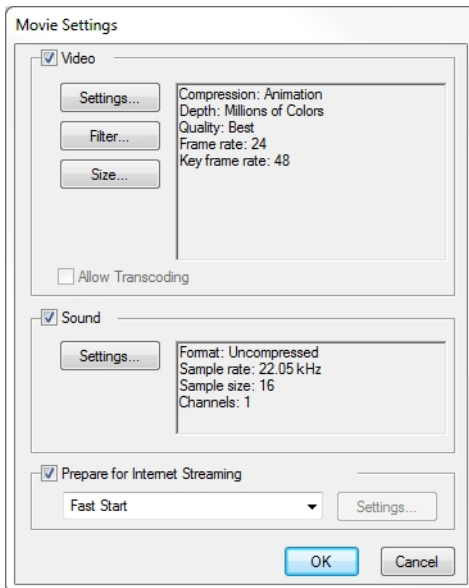 Movie Settings
Video
Settings...
Filter...
Size...
Compression: Animation
Depth: Millions of Colors
Quality: Best
Frame rate: 24
Key frame rate: 48
Allow Transcoding
Sound
Settings...
Format: Uncompressed
Sample rate: 22.05 kHz
Sample size: 16
Channels: 1
Prepare for Internet Streaming
Fast Start
Settings...
OK
Cancel